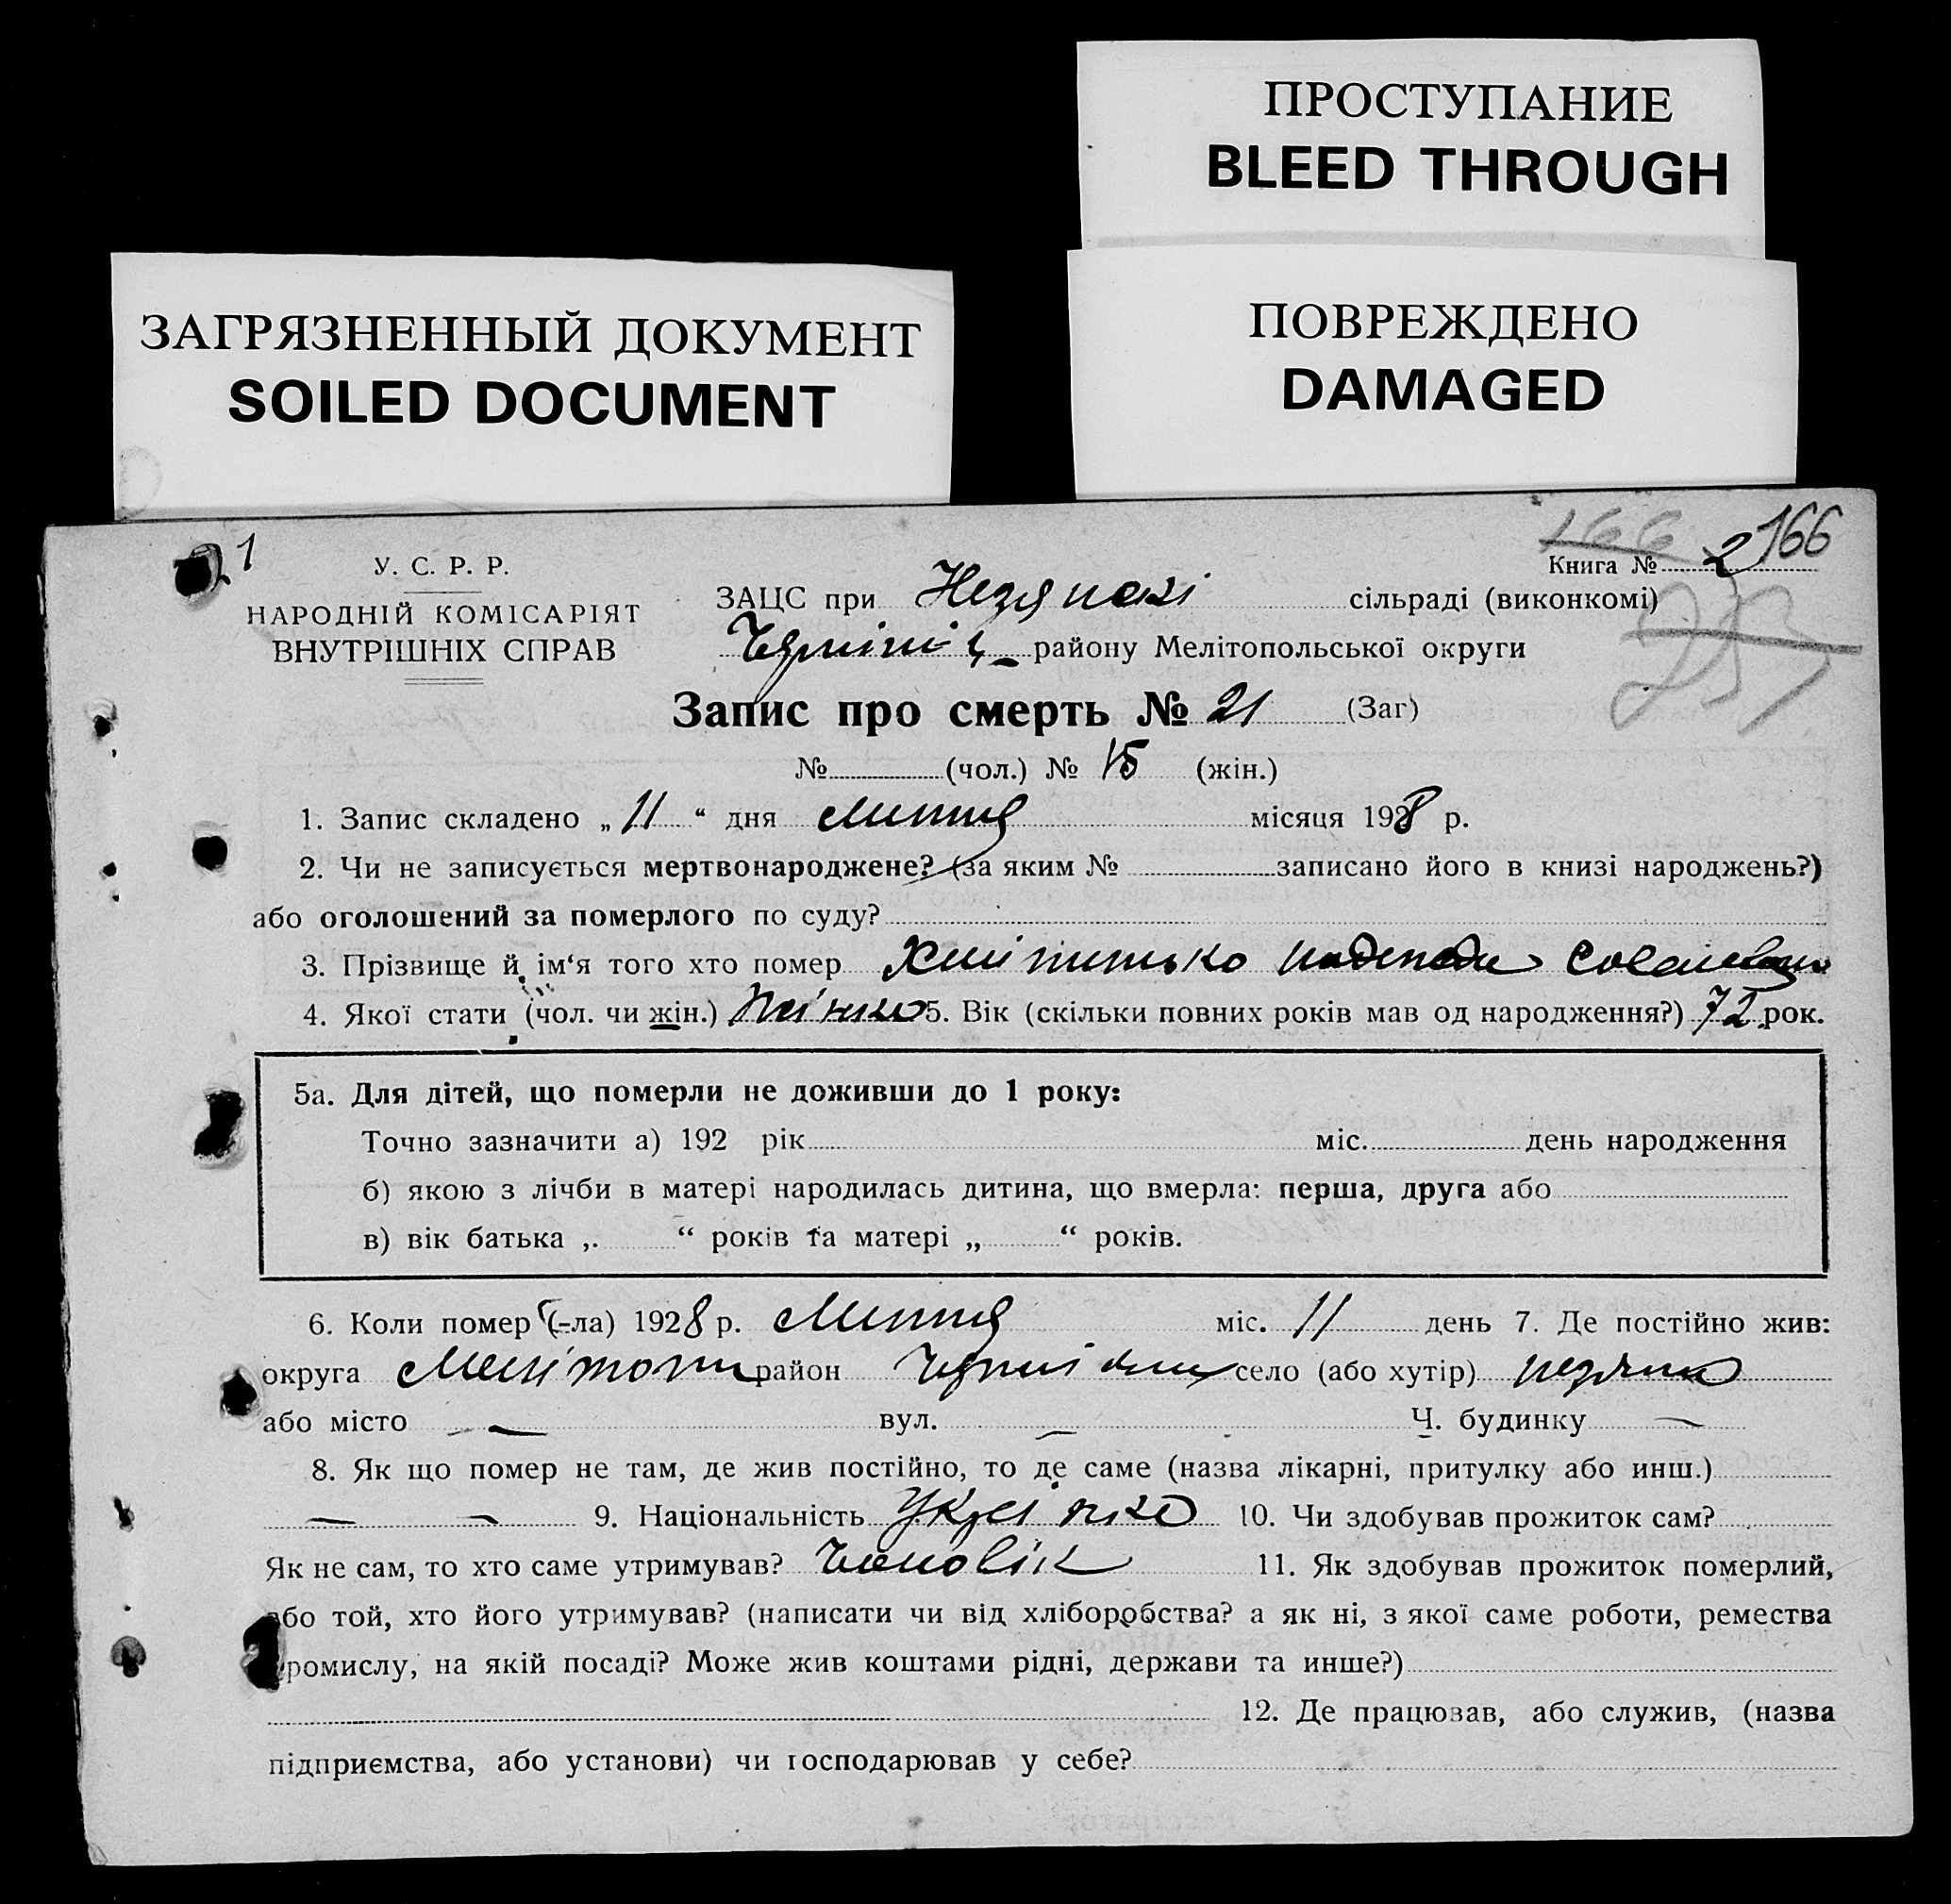 ПРОСТУПАНИЕ
BLEED THROUGH
ЗАГРЯЗНЕННЫЙ ДОКУМЕНТ
SOILED DOCUMENT
ПОВРЕЖДЕНО
DAMAGED
21
166 166
У. С. Р. Р.
НАРОДНІЙ КОМІСАРІЯТ
ВНУТРІШНІХ СПРАВ
Книга № 2
ЗАЦС при сільраді (виконкомі)
району Мелітопольської округи
Запис про смерть № 21 (Заг)
№ (чол.) № 15 (жін.)
1. Запис складено „ 11 “ дня липня місяця 1928 р.
2. Чи не записується мертвонароджене? (за яким № записано його в книзі народжень?)
або оголошений за померлого по суду?
3. Прізвище й ім‘я того хто помер
4. Якої стати (чол. чи жін.) жінка 5. Вік (скільки повних років мав од народження?) 72 рок.
5а. Для дітей, що померли не доживши до 1 року:
Точно зазначити а) 192 рік міс. день народження
б) якою з лічби в матері народилась дитина, що вмерла: перша, друга або
в) вік батька „ “ років та матері „ “ років.
6. Коли помер (-ла) 1928 р. липня міс. 11 день 7. Де постійно жив:
округа Мелітоп район село (або хутір)
або місто — вул. — Ч. будинку —
8. Як що помер не там, де жив постійно, то де саме (назва лікарні, притулку або инш.)
— — 9. Національність Україінка 10. Чи здобував прожиток сам?
Як не сам, то хто саме утримував? Чоловік 11. Як здобував прожиток померлий,
або той, хто його утримував? (написати чи від хліборобства? а як ні, з якої саме роботи, ремества
промислу, на якій посаді? Може жив коштами рідні, держави та инше?)
12. Де працював, або служив, (назва
підприємства, або установи) чи господарював у себе?